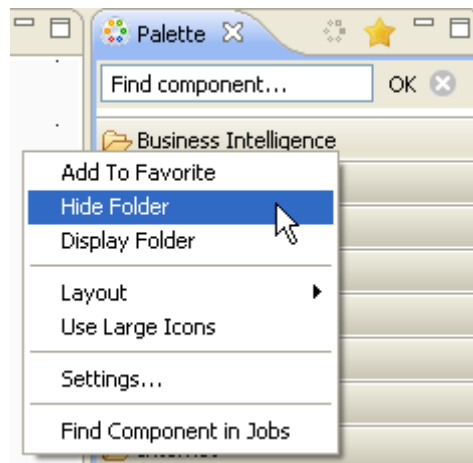 Palette
Find component...
OK
Business Intelligence
Add To Favorite
Hide Folder
Display Folder
Layout
Use Large Icons
Settings...
Find Component in Jobs